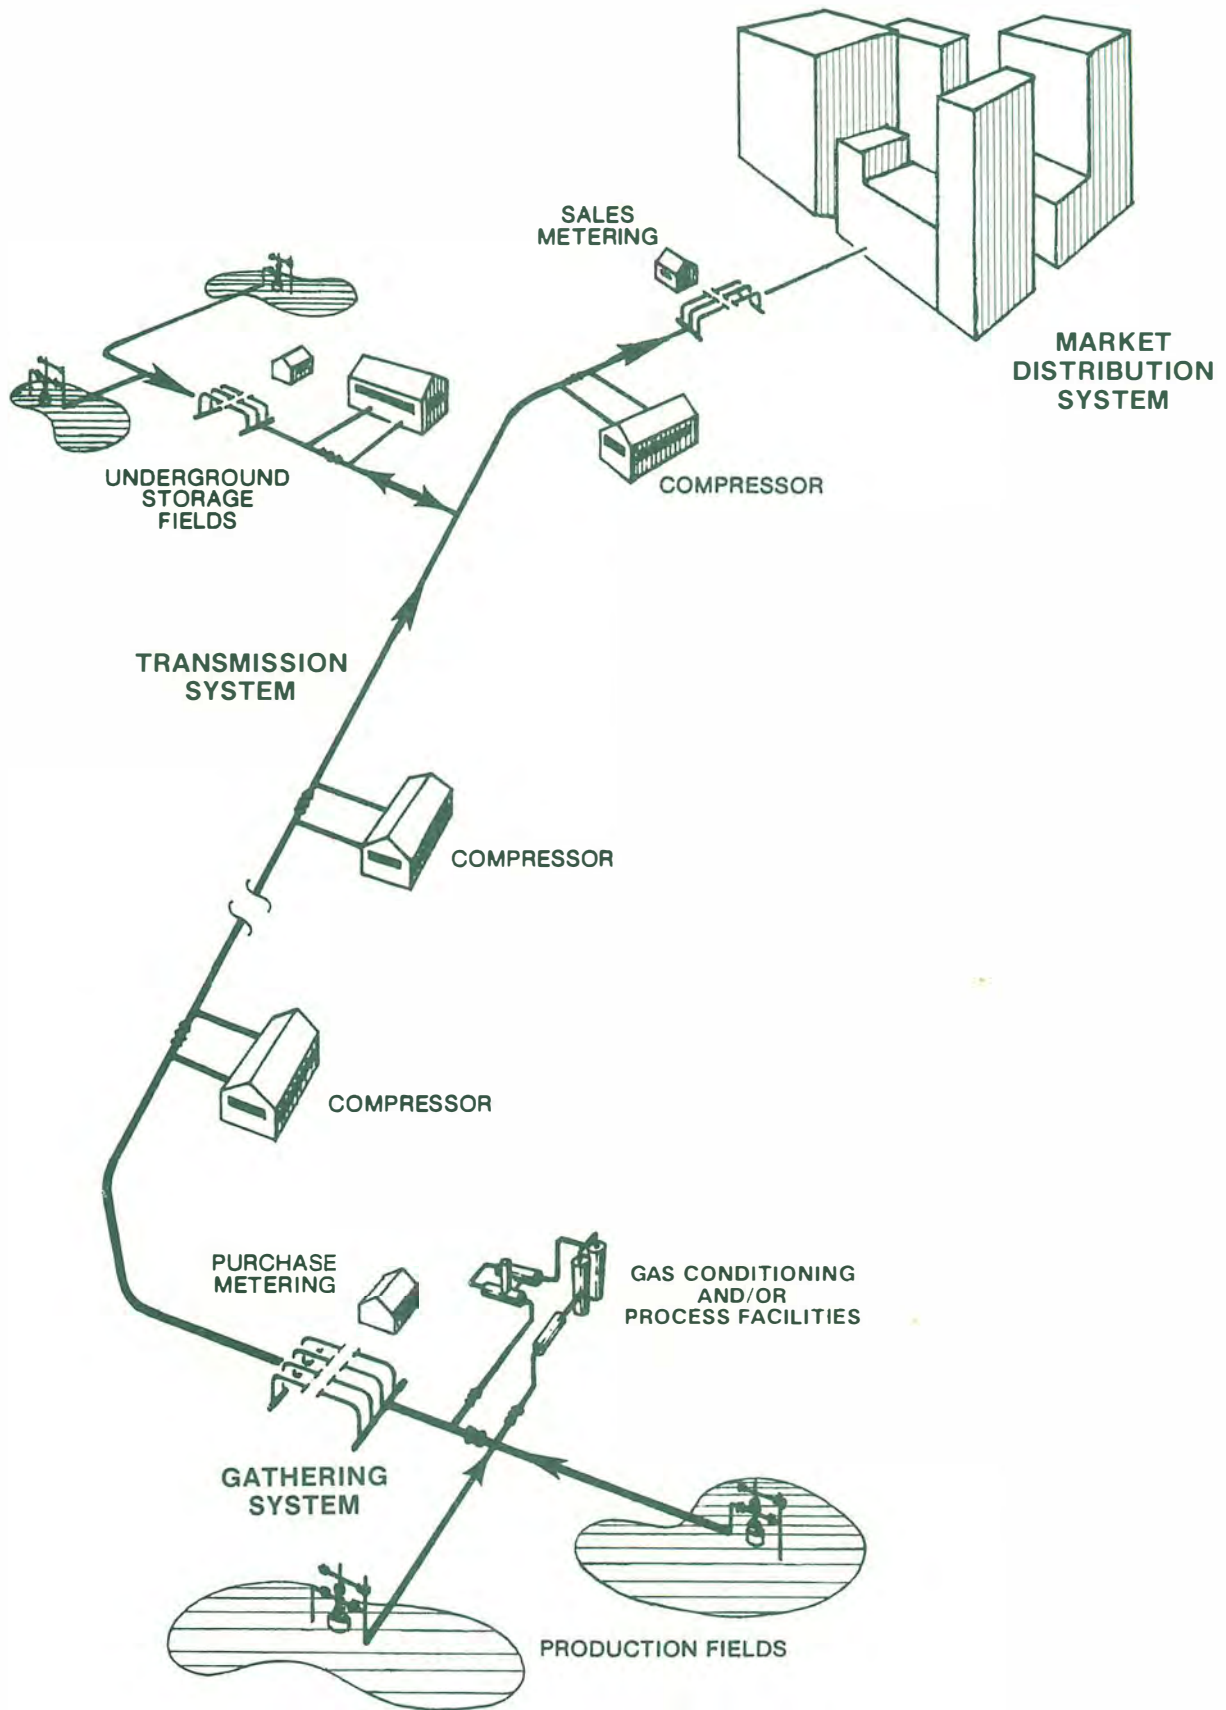 SALES
METERING
MARKET
DISTRIBUTION
SYSTEM
UNDERGROUND
STORAGE
FIELDS
COMPRESSOR
TRANSMISSION
SYSTEM
COMPRESSOR
COMPRESSOR
PURCHASE
METERING
GAS CONDITIONING
AND/OR
PROCESS FACILITIES
GATHERING
SYSTEM
PRODUCTION FIELDS